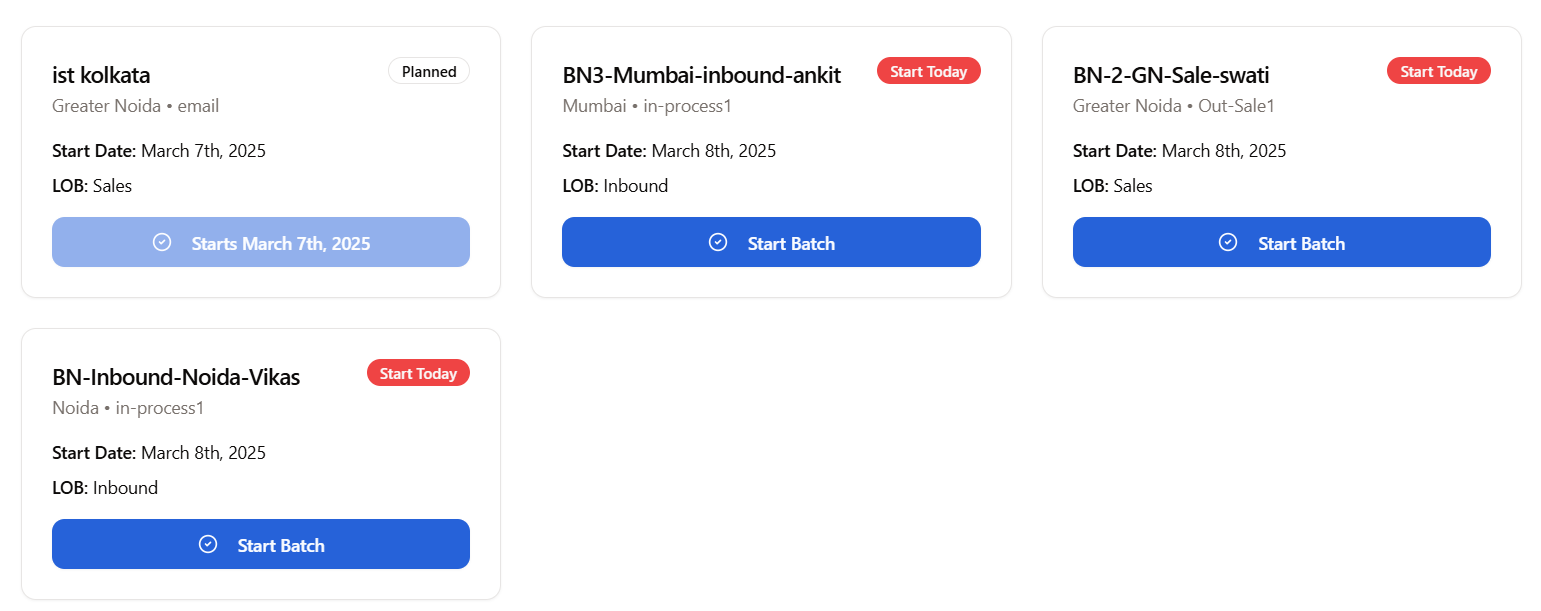 ist kolkata
Planned
Greater Noida • email
Start Date: March 7th, 2025
LOB: Sales
Starts March 7th, 2025
BN3-Mumbai-inbound-ankit
Start Today
Mumbai • in-process1
Start Date: March 8th, 2025
LOB: Inbound
Start Batch
BN-2-GN-Sale-swati
Start Today
Greater Noida • Out-Sale1
Start Date: March 8th, 2025
LOB: Sales
Start Batch
BN-Inbound-Noida-Vikas
Start Today
Noida • in-process1
Start Date: March 8th, 2025
LOB: Inbound
Start Batch